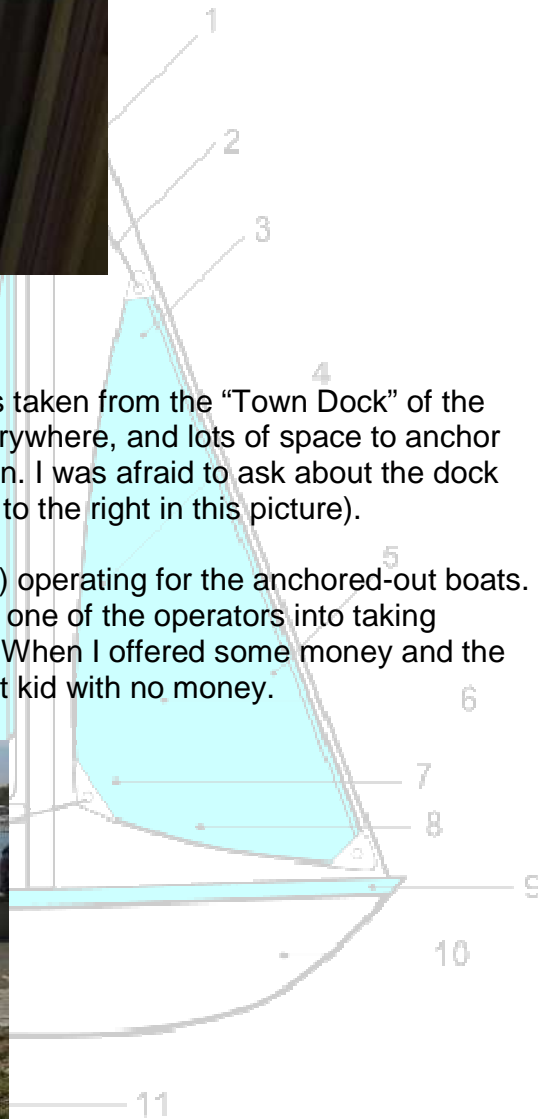 1
2
3
4
s taken from the “Town Dock” of the
rywhere, and lots of space to anchor
n. I was afraid to ask about the dock
to the right in this picture).
5
) operating for the anchored-out boats.
one of the operators into taking
When I offered some money and the
t kid with no money.
6
7
8
9
10
11